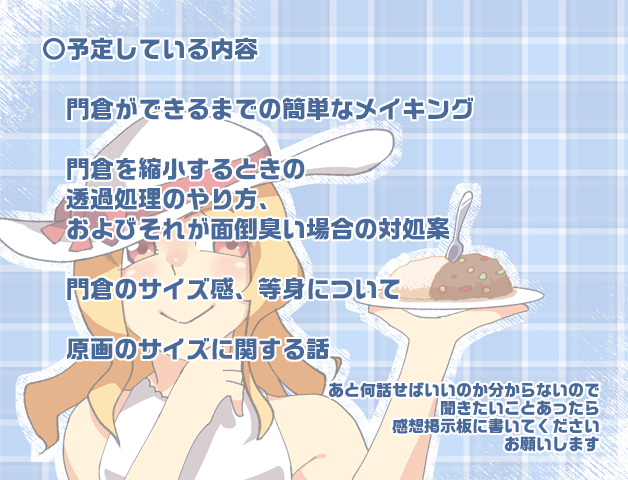 〇予定している内容
門倉ができるまでの簡単なメイキング
門倉を縮小するときの
透過処理のやり方、
およびそれが面倒臭い場合の対処案
門倉のサイズ感、等身について
原画のサイズに関する話
あと何話せばいいのか分からないので
聞きたいことあったら
感想掲示板に書いてください
お願いします